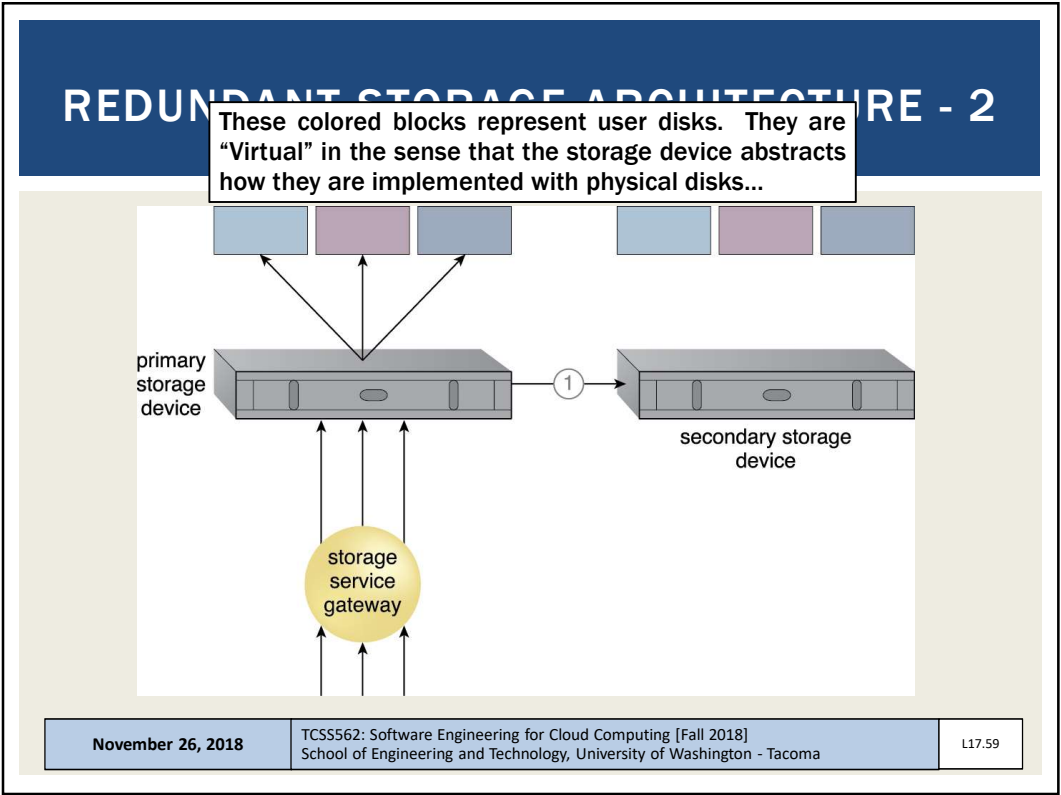 REDUNDANT STORAGE ARCHITECTURE - 2
These colored blocks represent user disks. They are
“Virtual” in the sense that the storage device abstracts
how they are implemented with physical disks…
primary
storage
device
1
secondary storage
device
storage
service
gateway
November 26, 2018
TCSS562: Software Engineering for Cloud Computing [Fall 2018]
School of Engineering and Technology, University of Washington - Tacoma
L17.59